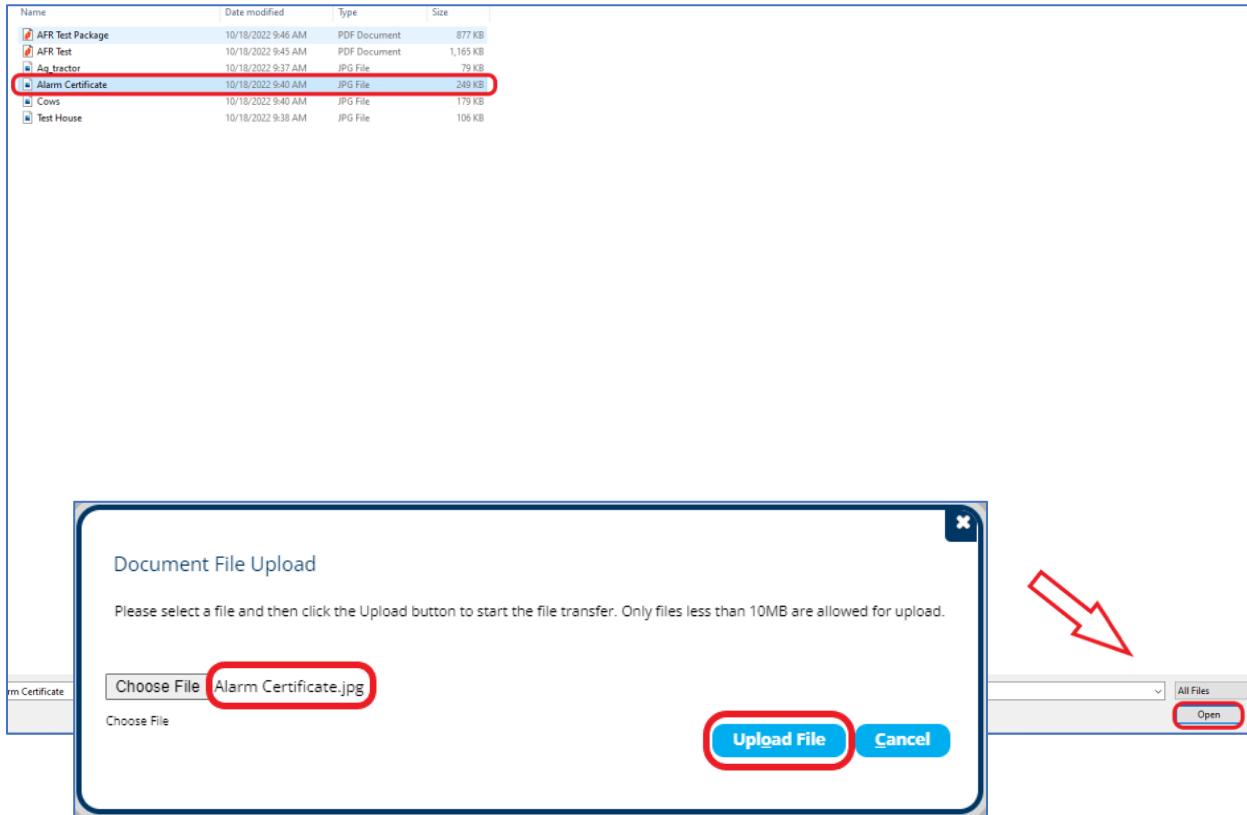 Name Date modified Type Size
AFR Test Package 10/18/2022 9:46 AM PDF Document 877 KB
AFR Test 10/18/2022 9:45 AM PDF Document 1,165 KB
Ag_tractor 10/18/2022 9:37 AM JPG File 79 KB
Alarm Certificate 10/18/2022 9:40 AM JPG File 249 KB
Cows 10/18/2022 9:40 AM JPG File 179 KB
Test House 10/18/2022 9:38 AM JPG File 106 KB
Document File Upload
Please select a file and then click the Upload button to start the file transfer. Only files less than 10MB are allowed for upload.
Choose File Alarm Certificate.jpg
Choose File
Upload File Cancel
rm Certificate All Files
Open